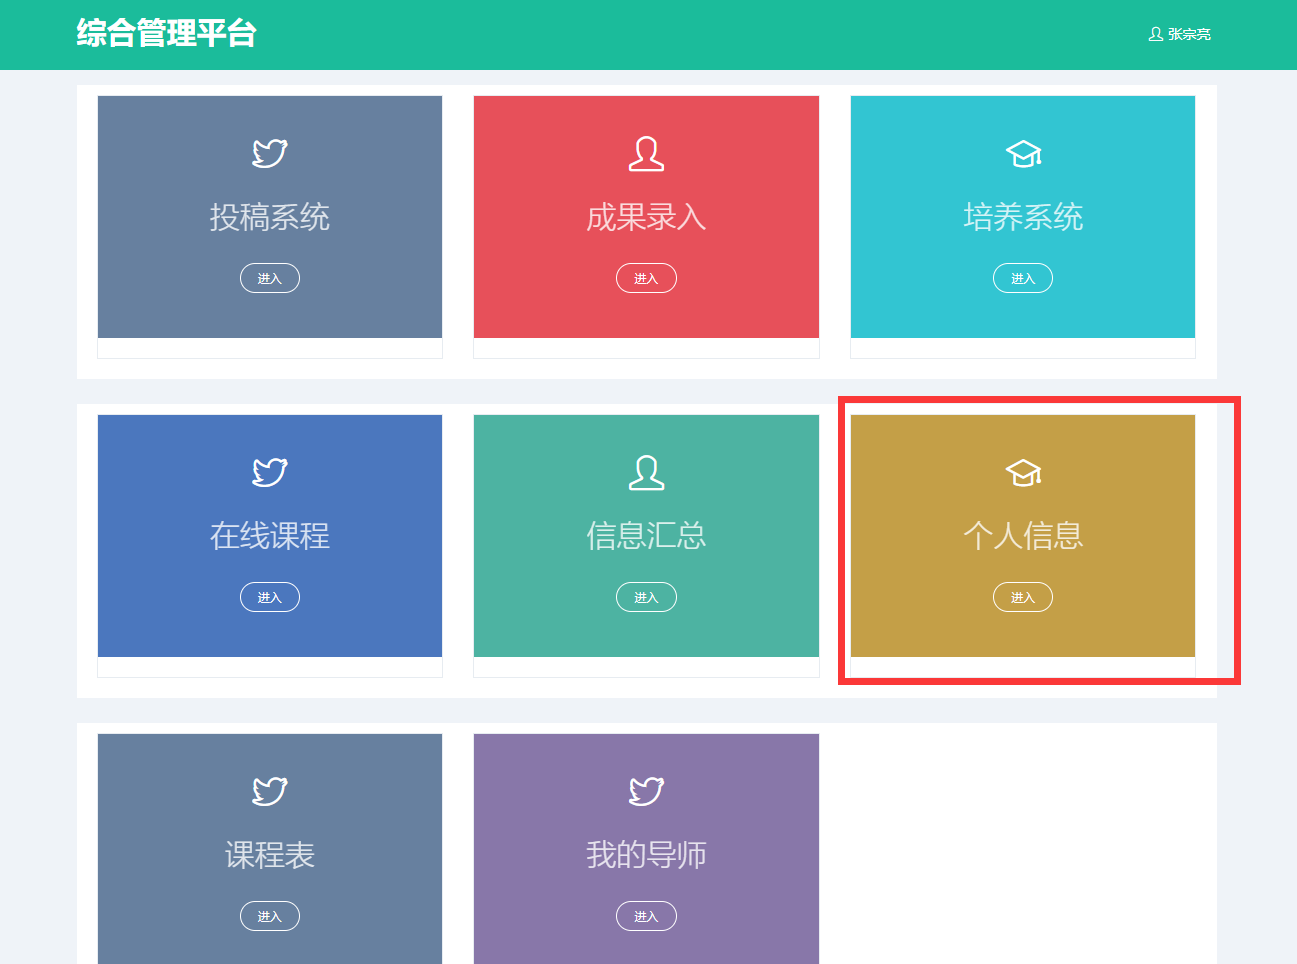 综合管理平台
张宗亮
投稿系统
成果录入
培养系统
进入
进入
进入
在线课程
信息汇总
个人信息
进入
进入
进入
课程表
我的导师
进入
进入